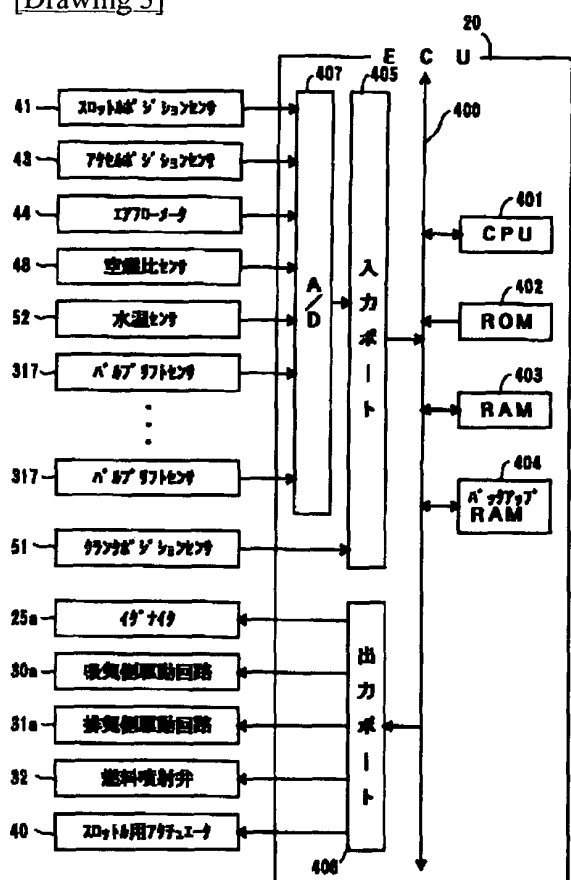 [Drawing 3]
20
E C U
407
405
400
41 スロットルポジションセンサ
43 アクセルポジションセンサ
44 エアフローメータ
48 空燃比センサ
52 水温センサ
317 バルブリフトセンサ
317 バルブリフトセンサ
51 クランクポジションセンサ
A/D
入力ポート
401
CPU
402
ROM
403
RAM
404
バックアップ
RAM
25a イグナイタ
30a 吸気側駆動回路
31a 排気側駆動回路
32 燃料噴射弁
40 スロットル用アクチュエータ
出力ポート
406